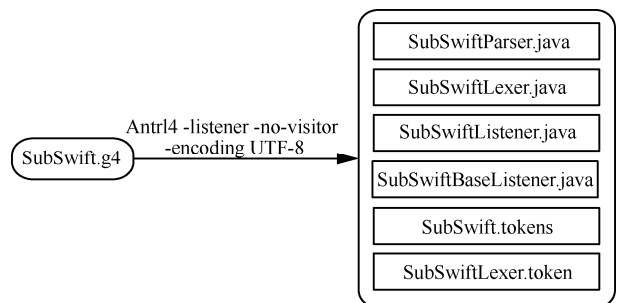 SubSwift.g4
Antrl4 -listener -no-visitor
-encoding UTF-8
SubSwiftParser.java
SubSwiftLexer.java
SubSwiftListener.java
SubSwiftBaseListener.java
SubSwift.tokens
SubSwiftLexer.token